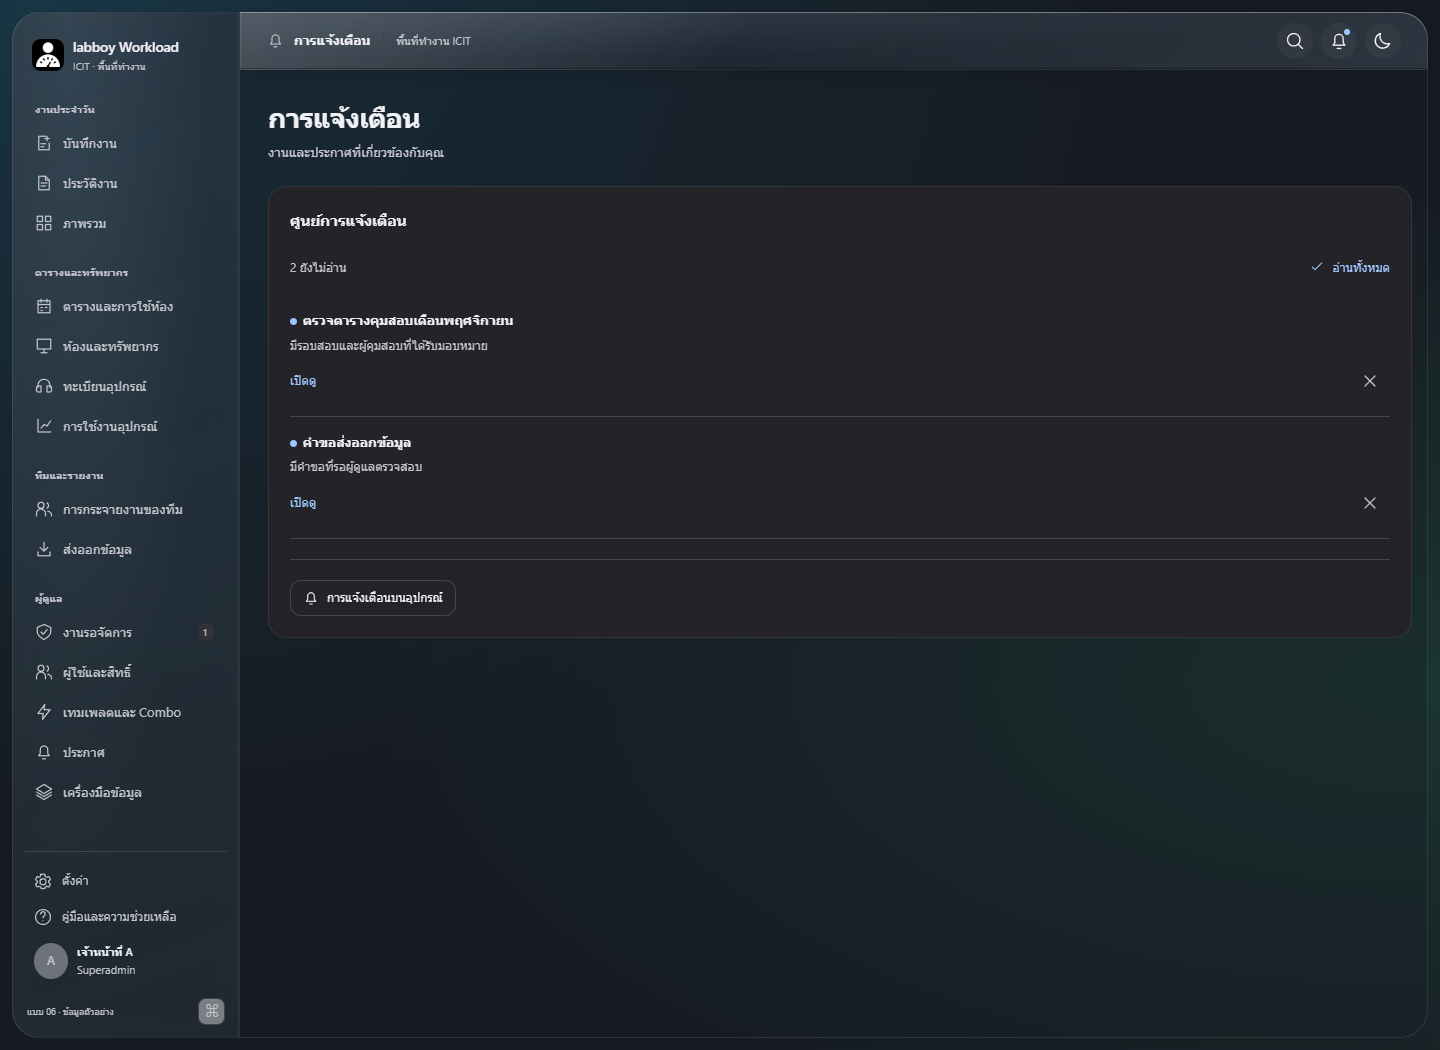 labboy Workload
ICIT · พื้นที่ทำงาน
งานประจำวัน
บันทึกงาน
ประวัติงาน
ภาพรวม
ตารางและทรัพยากร
ตารางและการใช้ห้อง
ห้องและทรัพยากร
ทะเบียนอุปกรณ์
การใช้งานอุปกรณ์
ทีมและรายงาน
การกระจายงานของทีม
ส่งออกข้อมูล
ผู้ดูแล
งานรอจัดการ 1
ผู้ใช้และสิทธิ์
เทมเพลตและ Combo
ประกาศ
เครื่องมือข้อมูล
ตั้งค่า
คู่มือและความช่วยเหลือ
A
เจ้าหน้าที่ A
Superadmin
แบบ 06 · ข้อมูลตัวอย่าง ⌘
การแจ้งเตือน พื้นที่ทำงาน ICIT
การแจ้งเตือน
งานและประกาศที่เกี่ยวข้องกับคุณ
ศูนย์การแจ้งเตือน
2 ยังไม่อ่าน อ่านทั้งหมด
ตรวจตารางคุมสอบเดือนพฤศจิกายน
มีรอบสอบและผู้คุมสอบที่ได้รับมอบหมาย
เปิดดู
คำขอส่งออกข้อมูล
มีคำขอที่รอผู้ดูแลตรวจสอบ
เปิดดู
การแจ้งเตือนบนอุปกรณ์